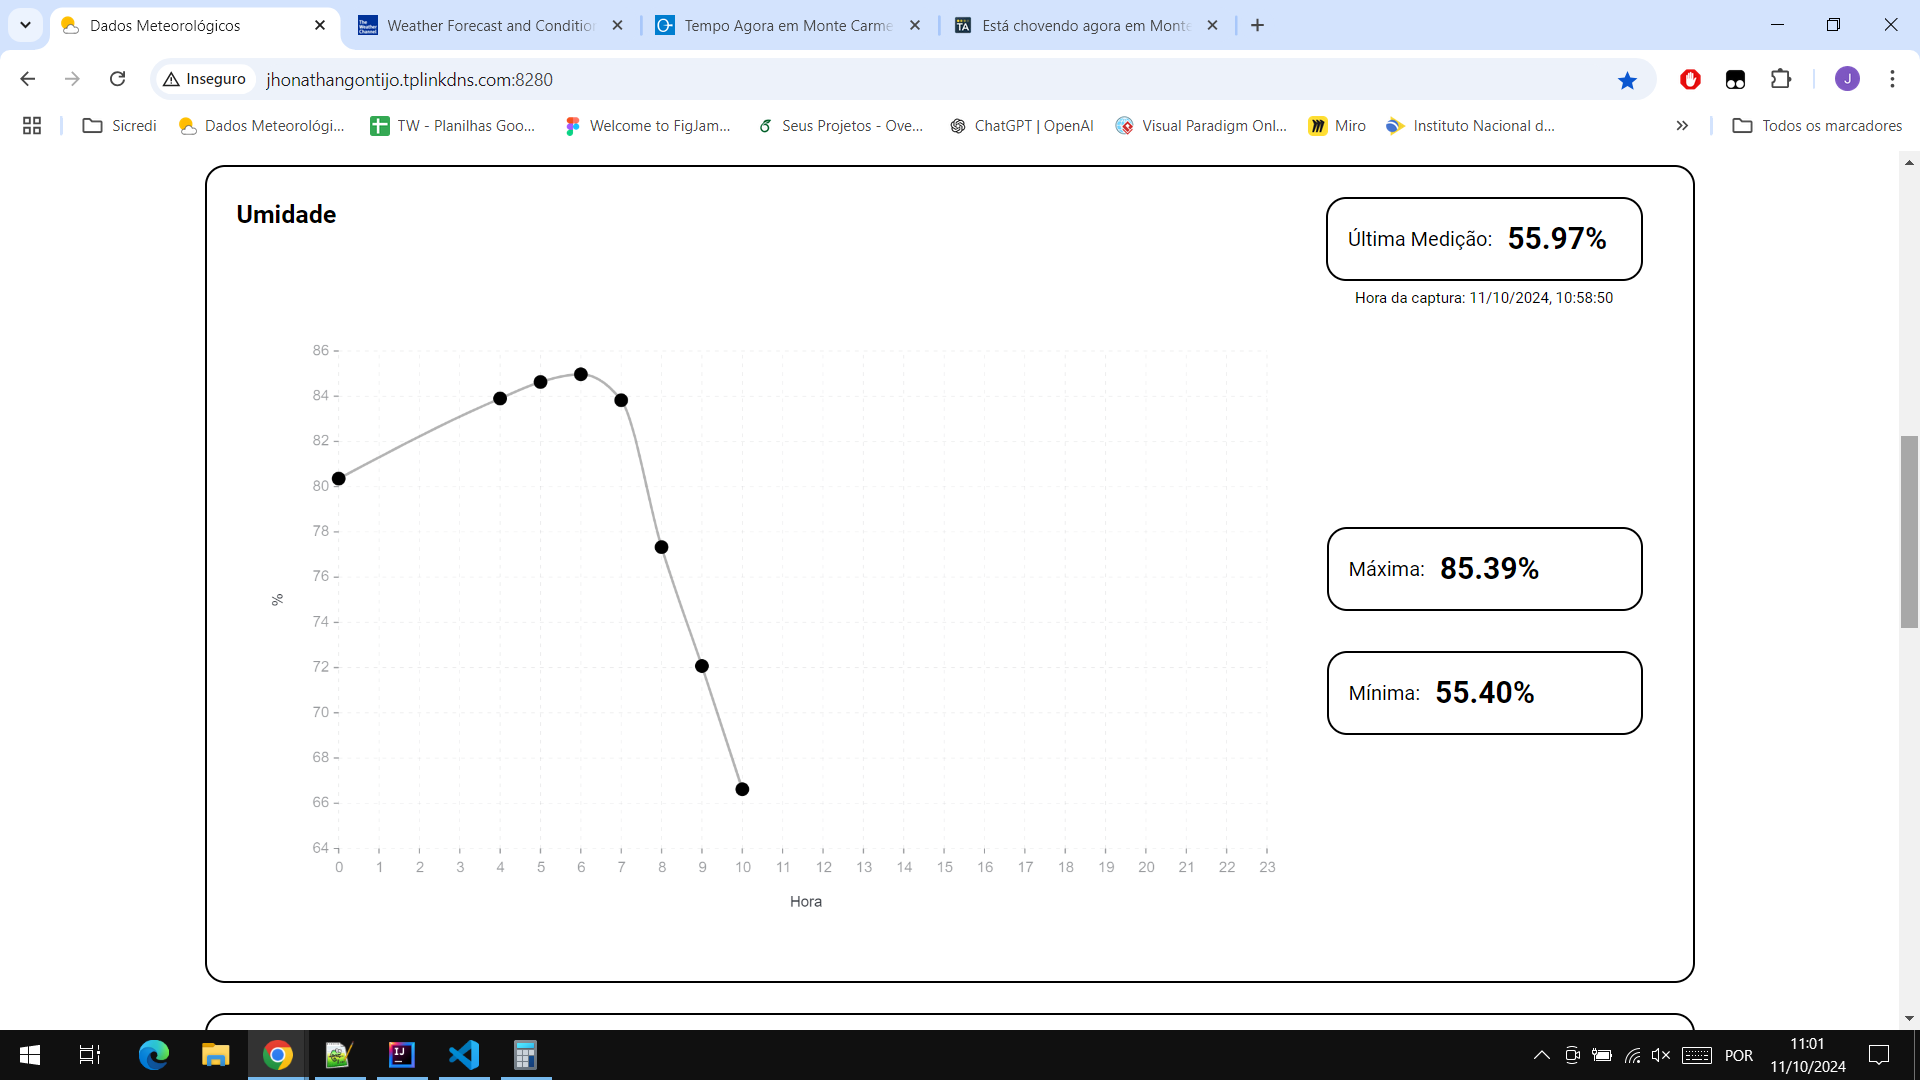 Dados Meteorológicos
Weather Forecast and Condition
Tempo Agora em Monte Carme
Está chovendo agora em Monte
Inseguro
jhonathangontijo.tplinkdns.com:8280
J
Sicredi
Dados Meteorológi...
TW - Planilhas Goo...
Welcome to FigJam...
Seus Projetos - Ove...
ChatGPT | OpenAI
Visual Paradigm Onl...
Miro
Instituto Nacional d...
Todos os marcadores
Umidade
Última Medição: 55.97%
Hora da captura: 11/10/2024, 10:58:50
86
84
82
80
78
76
74
72
70
68
66
64
%
0 1 2 3 4 5 6 7 8 9 10 11 12 13 14 15 16 17 18 19 20 21 22 23
Hora
Máxima: 85.39%
Mínima: 55.40%
POR
11:01
11/10/2024